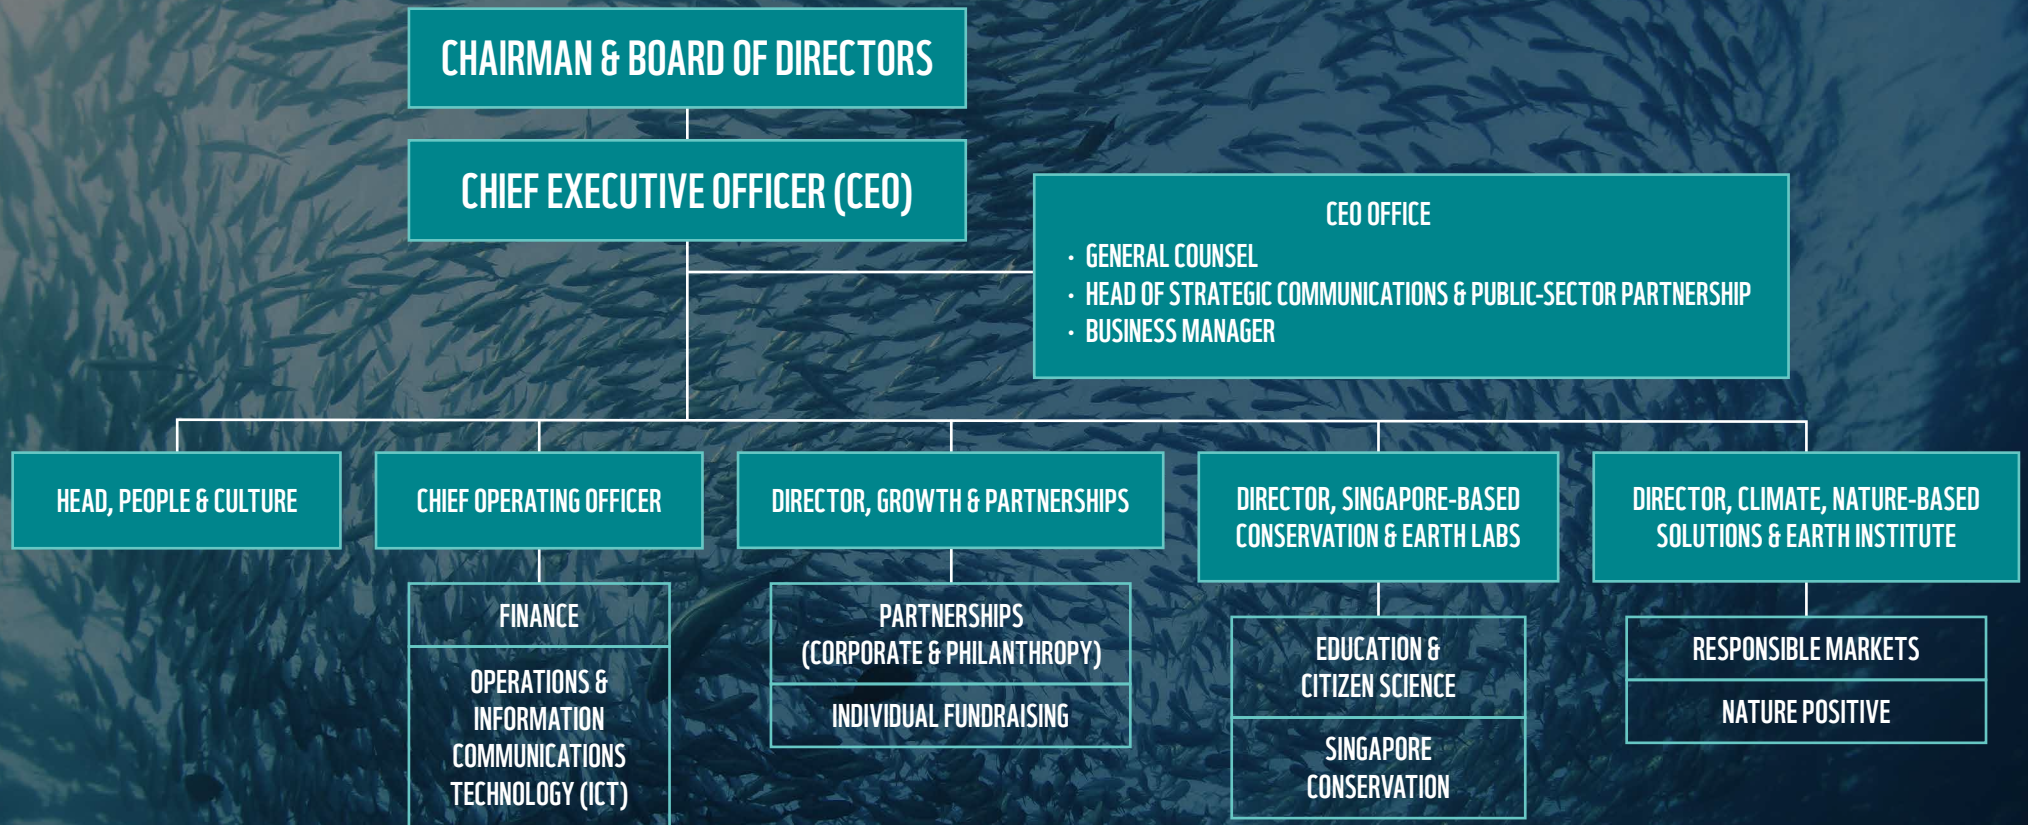 CHAIRMAN & BOARD OF DIRECTORS
CHIEF EXECUTIVE OFFICER (CEO)
CEO OFFICE
· GENERAL COUNSEL
· HEAD OF STRATEGIC COMMUNICATIONS & PUBLIC-SECTOR PARTNERSHIP
· BUSINESS MANAGER
HEAD, PEOPLE & CULTURE
CHIEF OPERATING OFFICER
DIRECTOR, GROWTH & PARTNERSHIPS
DIRECTOR, SINGAPORE-BASED
CONSERVATION & EARTH LABS
DIRECTOR, CLIMATE, NATURE-BASED
SOLUTIONS & EARTH INSTITUTE
FINANCE
OPERATIONS &
INFORMATION
COMMUNICATIONS
TECHNOLOGY (ICT)
PARTNERSHIPS
(CORPORATE & PHILANTHROPY)
INDIVIDUAL FUNDRAISING
EDUCATION &
CITIZEN SCIENCE
SINGAPORE
CONSERVATION
RESPONSIBLE MARKETS
NATURE POSITIVE